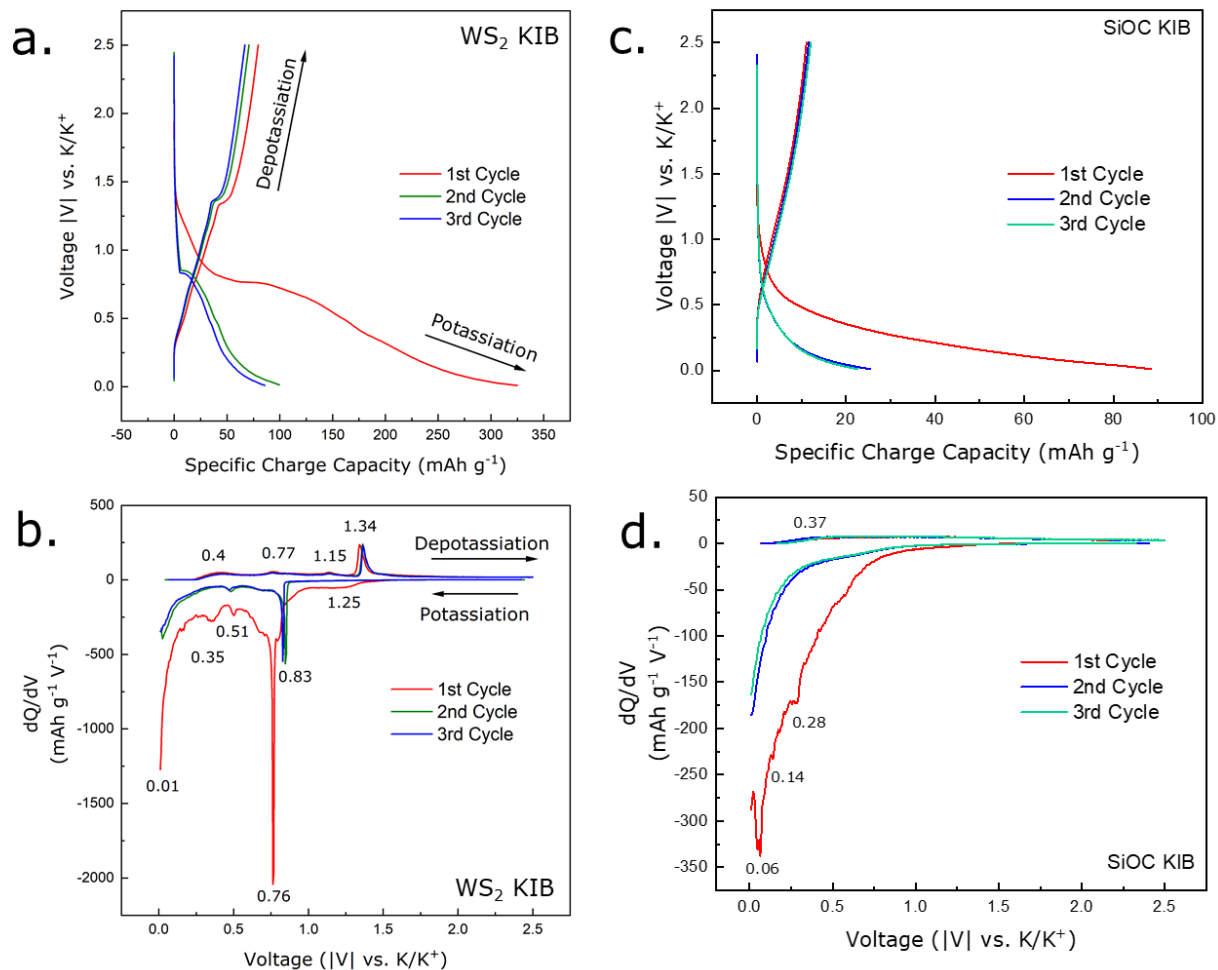 a.
WS₂ KIB
2.5
2.0
1.5
1.0
0.5
0.0
Voltage |V| vs. K/K⁺
Depotassiation
1st Cycle
2nd Cycle
3rd Cycle
Potassiation
-50 0 50 100 150 200 250 300 350
Specific Charge Capacity (mAh g⁻¹)
c.
SiOC KIB
2.5
2.0
1.5
1.0
0.5
0.0
Voltage |V| vs. K/K⁺
1st Cycle
2nd Cycle
3rd Cycle
0 20 40 60 80 100
Specific Charge Capacity (mAh g⁻¹)
b.
500
0
-500
-1000
-1500
-2000
dQ/dV
(mAh g⁻¹ V⁻¹)
1.34
0.4 0.77 1.15
Depotassiation
Potassiation
1.25
0.51
0.35
0.83
1st Cycle
2nd Cycle
3rd Cycle
0.01
0.76
WS₂ KIB
0.0 0.5 1.0 1.5 2.0 2.5
Voltage (|V| vs. K/K⁺)
d.
50
0
-50
-100
-150
-200
-250
-300
-350
dQ/dV
(mAh g⁻¹ V⁻¹)
0.37
1st Cycle
2nd Cycle
3rd Cycle
0.28
0.14
0.06
SiOC KIB
0.0 0.5 1.0 1.5 2.0 2.5
Voltage (|V| vs. K/K⁺)